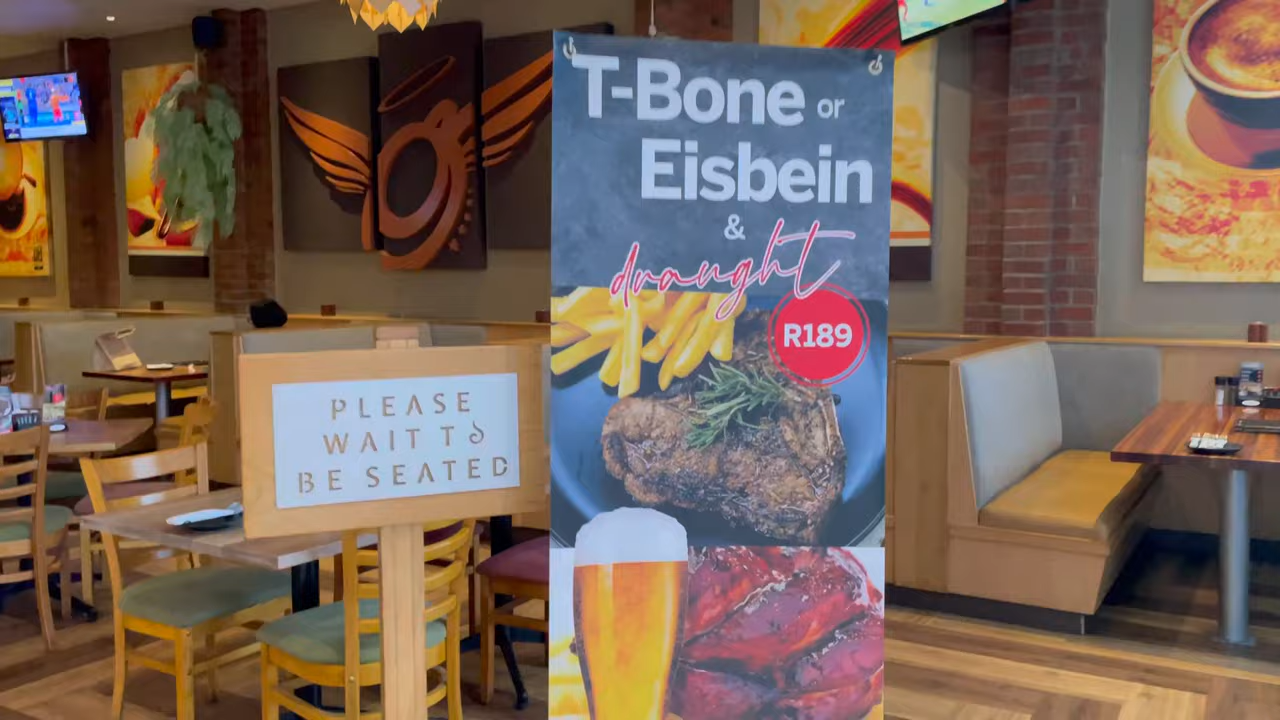 T-Bone or
Eisbein
&
draught
R189
PLEASE
WAIT TO
BE SEATED